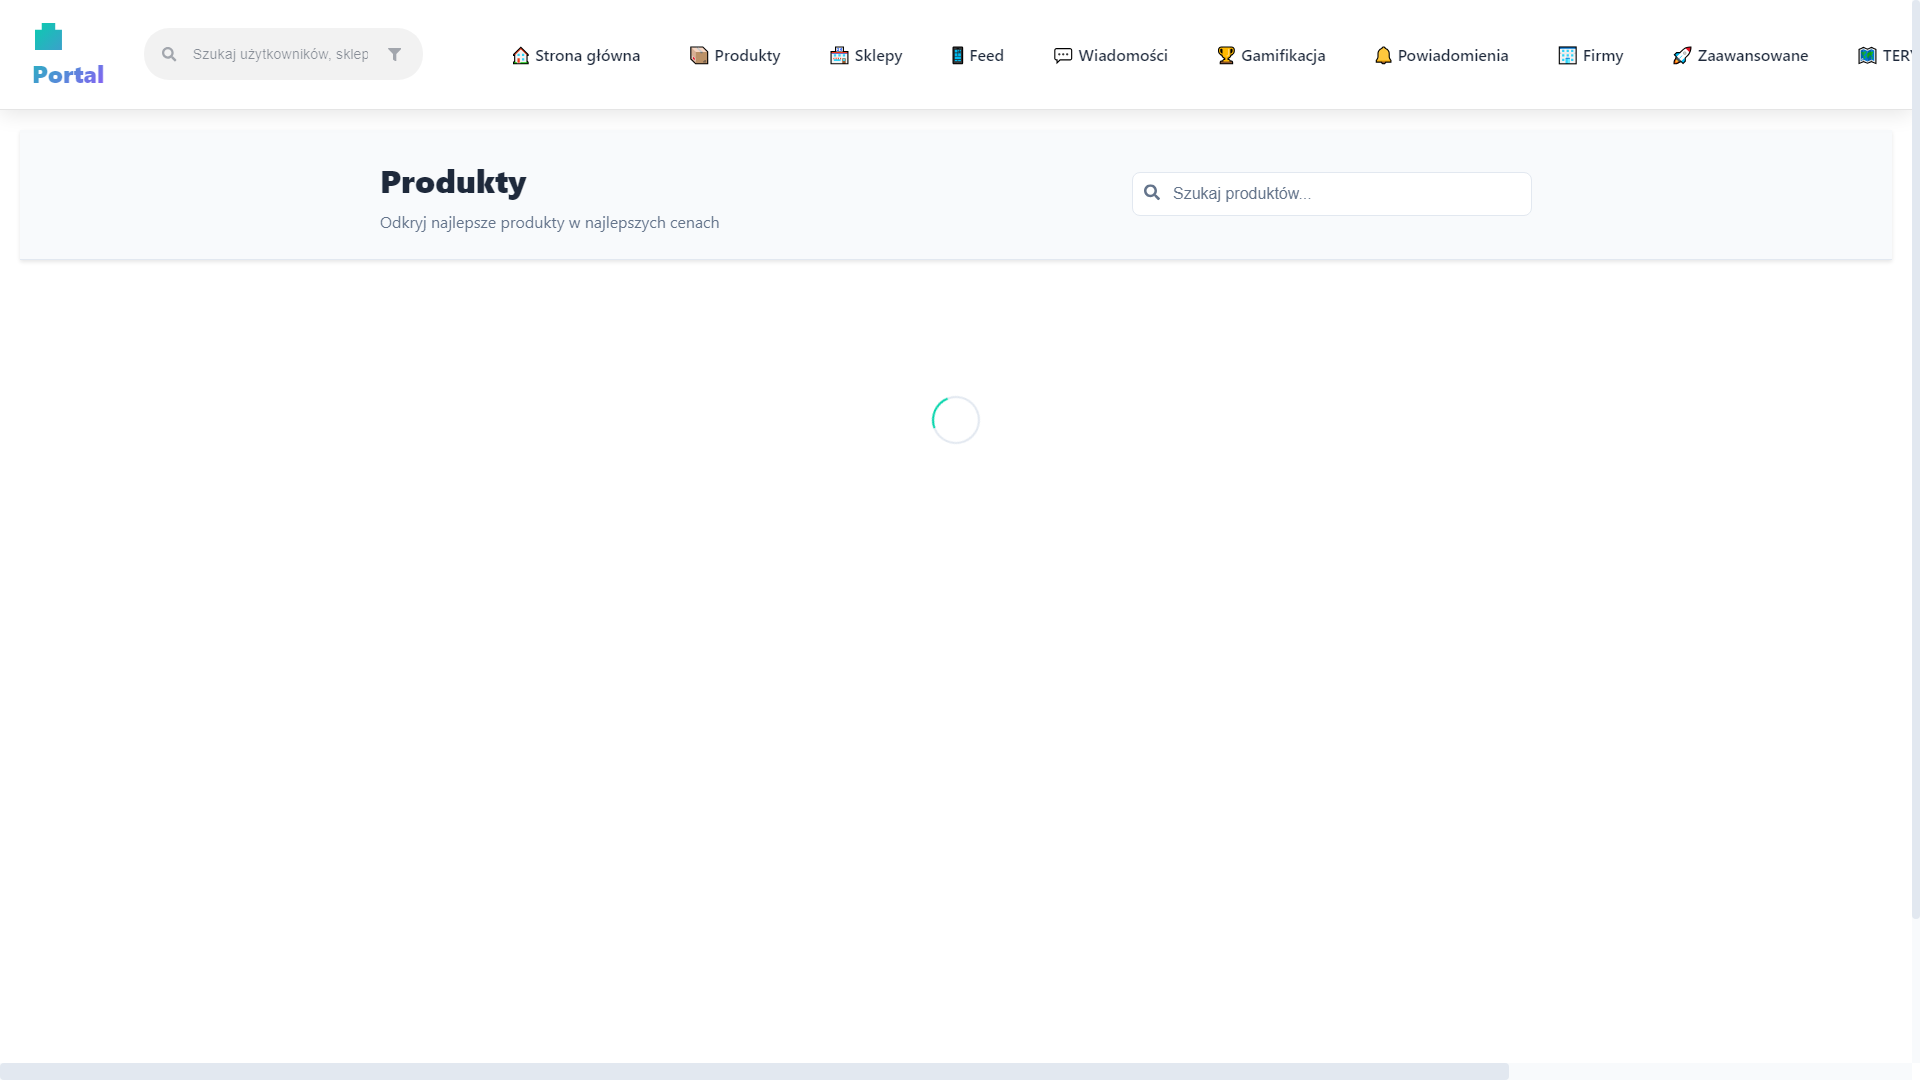 Portal
Szukaj użytkowników, sklep
Strona główna
Produkty
Sklepy
Feed
Wiadomości
Gamifikacja
Powiadomienia
Firmy
Zaawansowane
Produkty
Odkryj najlepsze produkty w najlepszych cenach
Szukaj produktów...